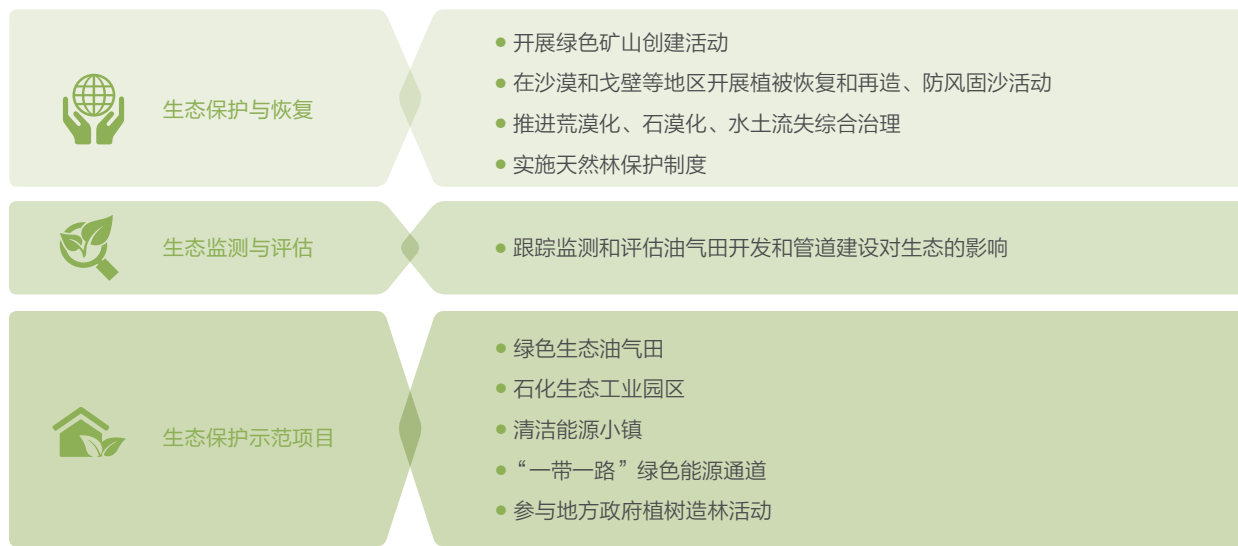 生态保护与恢复
开展绿色矿山创建活动
在沙漠和戈壁等地区开展植被恢复和再造、防风固沙活动
推进荒漠化、石漠化、水土流失综合治理
实施天然林保护制度
生态监测与评估
跟踪监测和评估油气田开发和管道建设对生态的影响
生态保护示范项目
绿色生态油气田
石化生态工业园区
清洁能源小镇
“一带一路”绿色能源通道
参与地方政府植树造林活动